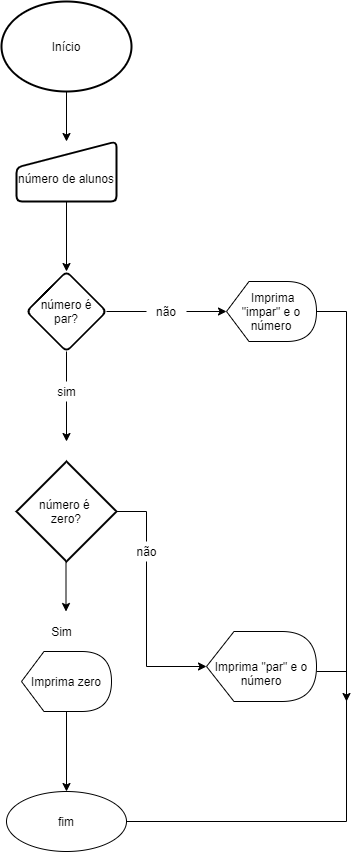 Início
número de alunos
número é
par?
não
Imprima
"impar" e o
número
sim
número é
zero?
não
Sim
Imprima "par" e o
número
Imprima zero
fim